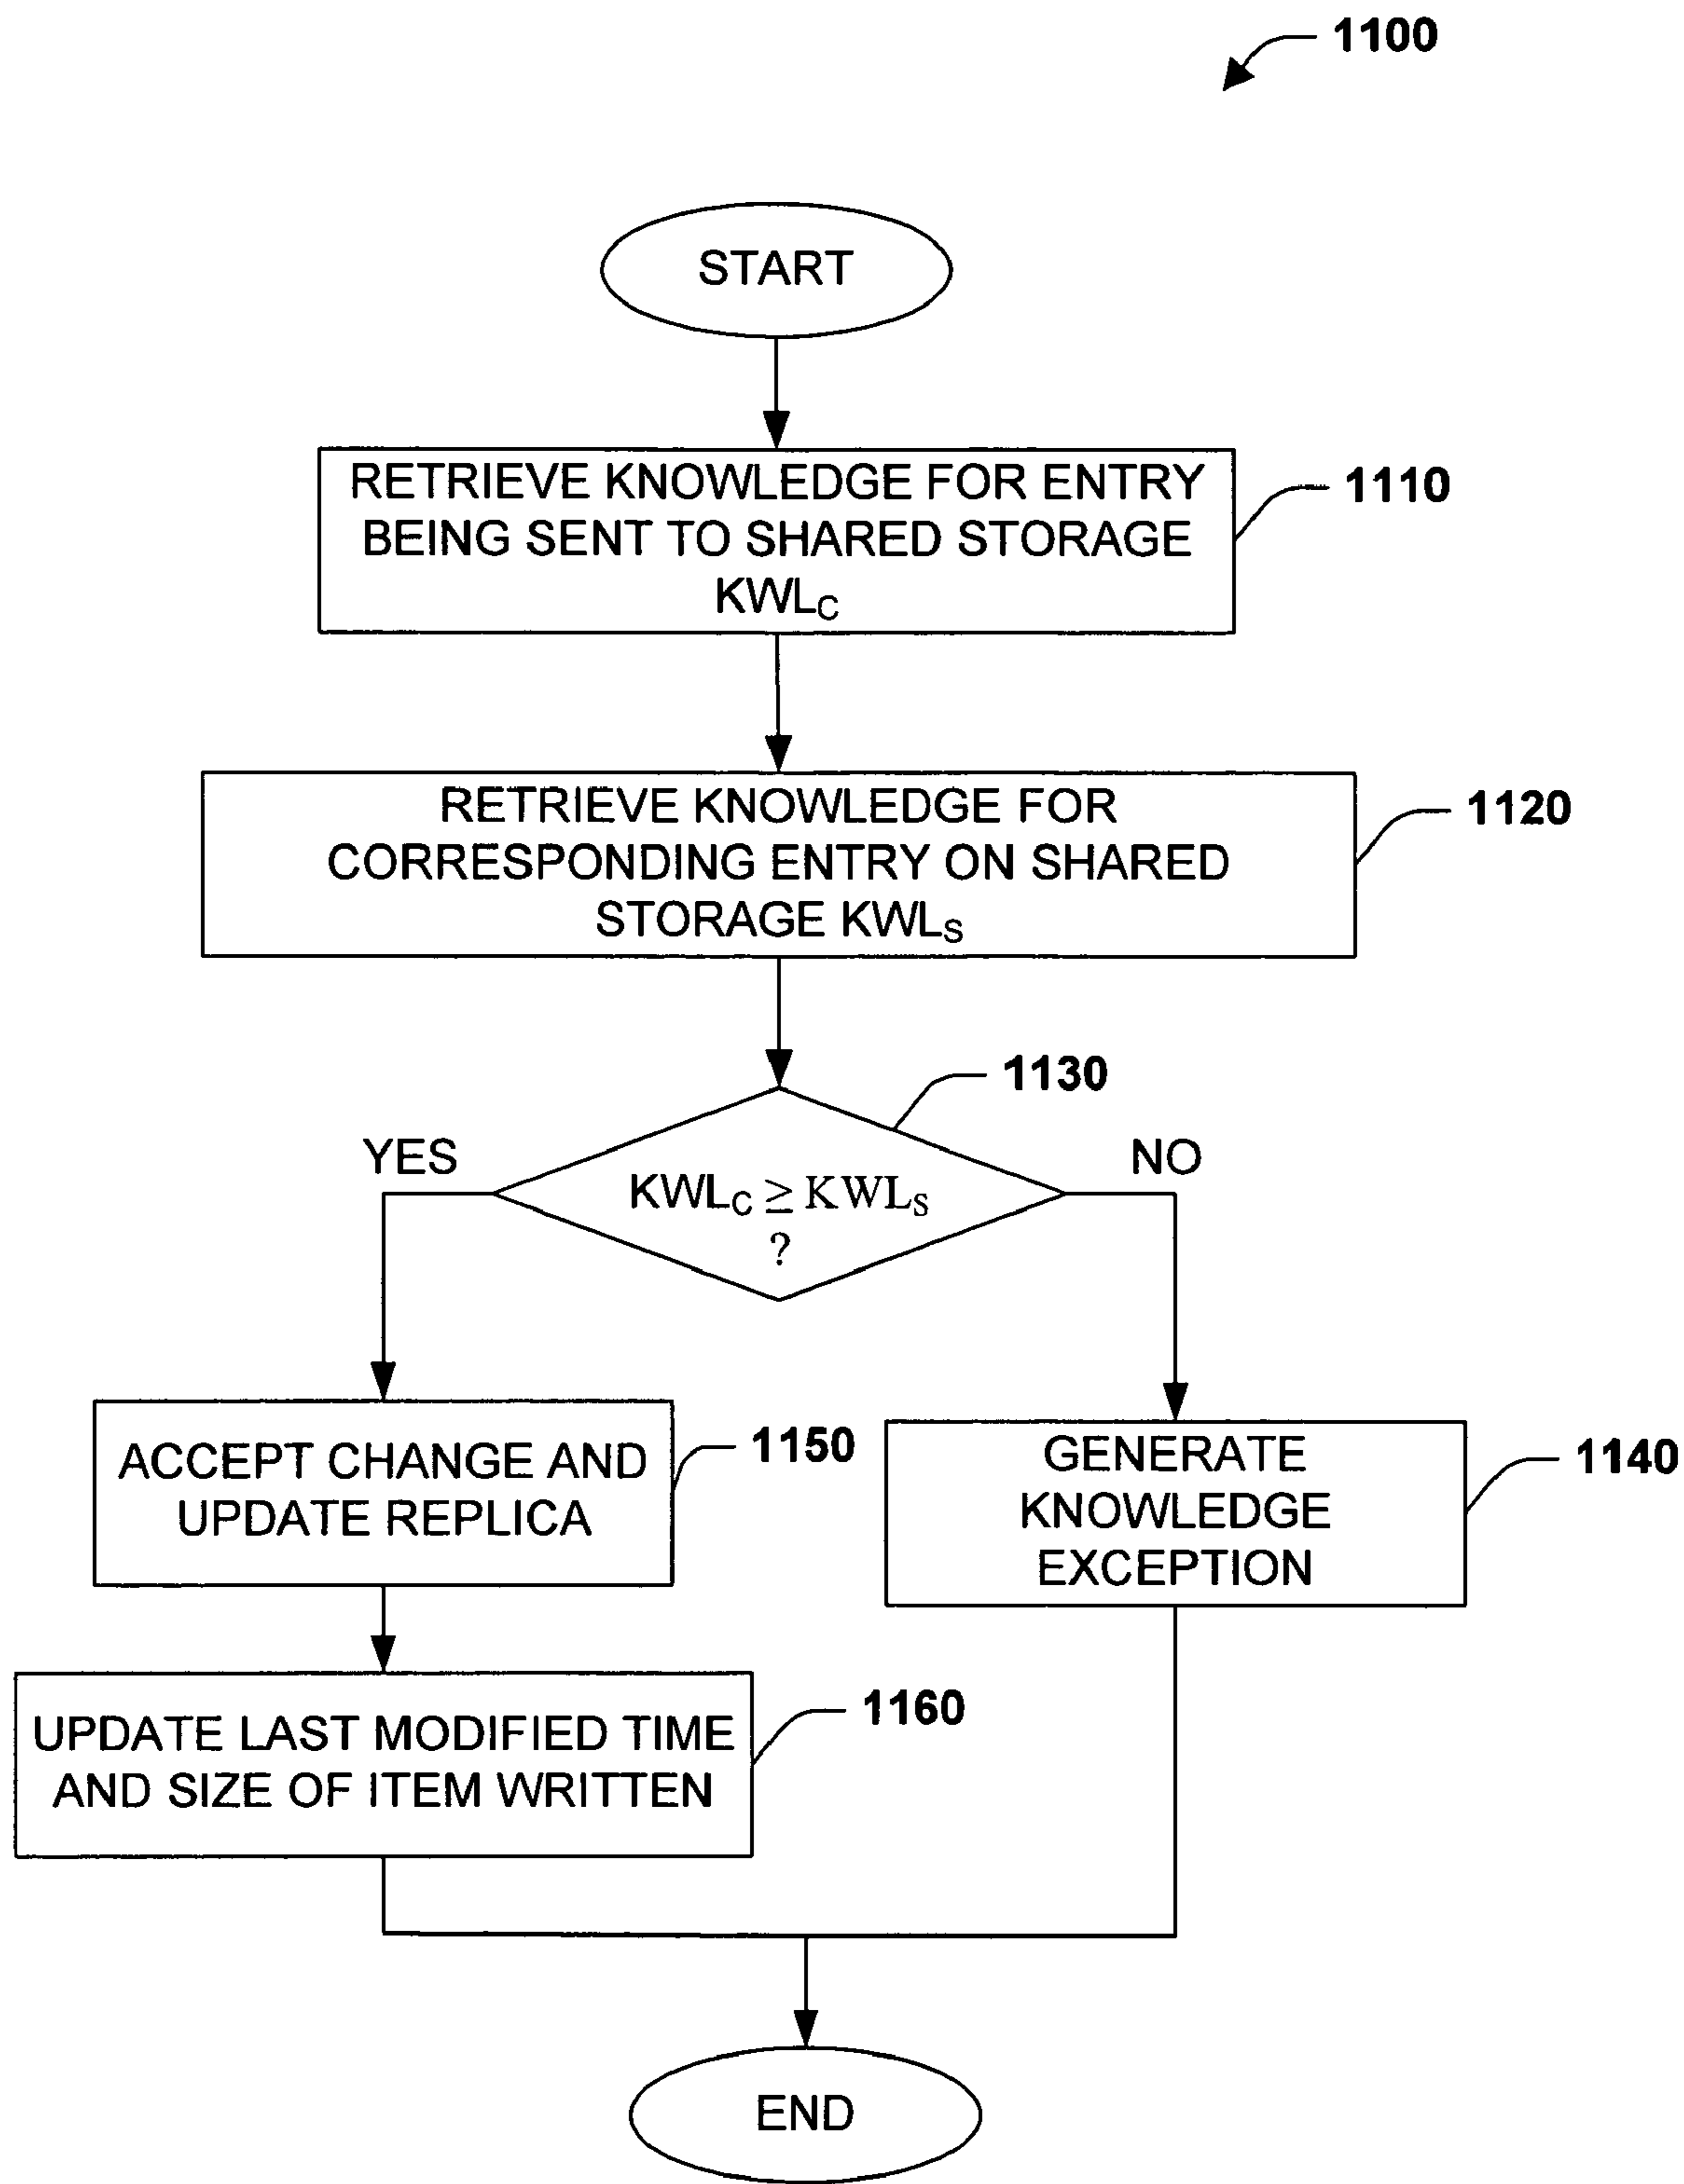 1100
START
RETRIEVE KNOWLEDGE FOR ENTRY
BEING SENT TO SHARED STORAGE
KWLC
1110
RETRIEVE KNOWLEDGE FOR
CORRESPONDING ENTRY ON SHARED
STORAGE KWLS
1120
1130
YES
NO
KWLC ≥ KWLS
?
ACCEPT CHANGE AND
UPDATE REPLICA
1150
GENERATE
KNOWLEDGE
EXCEPTION
1140
UPDATE LAST MODIFIED TIME
AND SIZE OF ITEM WRITTEN
1160
END